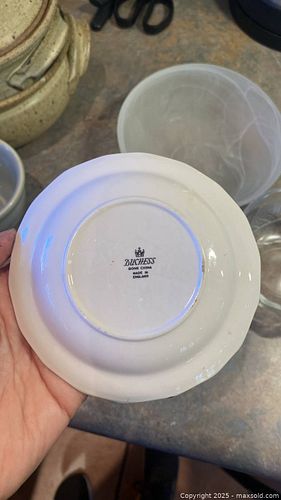 DUCHESS
BONE CHINA
MADE IN
ENGLAND
Copyright 2025 - maxsold.com